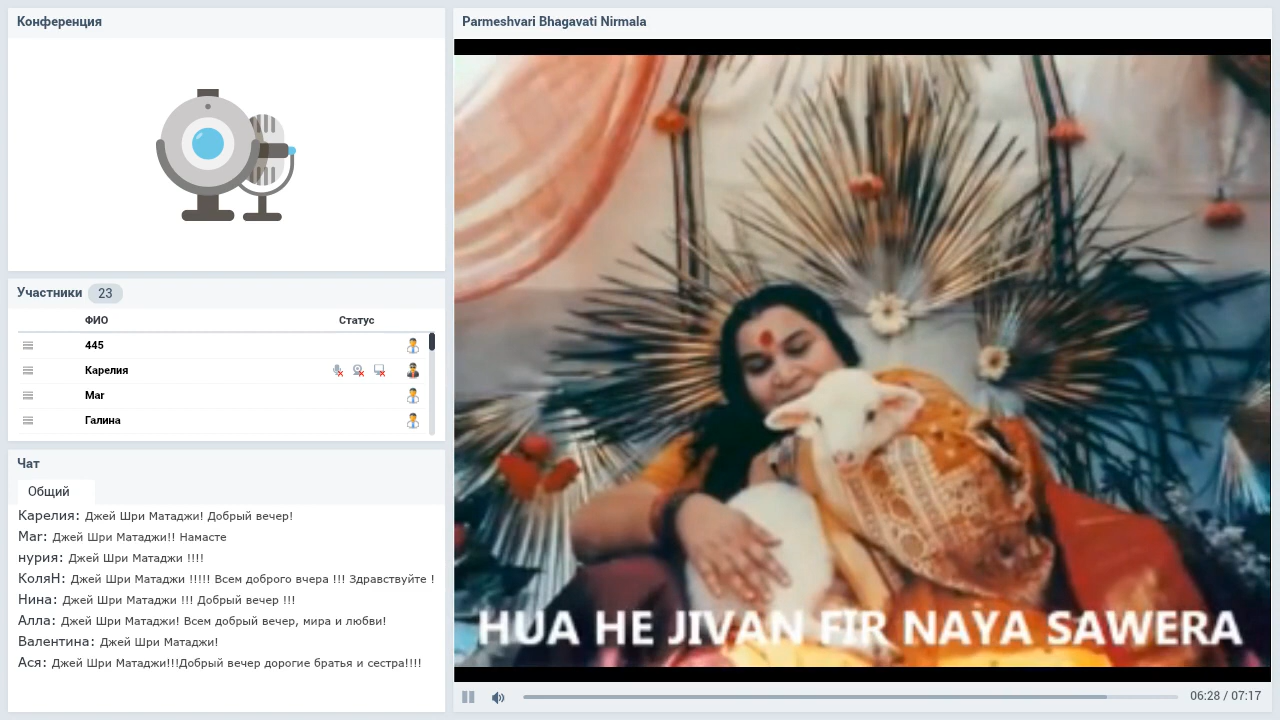 Конференция
Parmeshvari Bhagavati Nirmala
HUA HE JIVAN FIR NAYA SAWERA
06:28 / 07:17
Участники 23
ФИО Статус
445
Карелия
Mar
Галина
Чат
Общий
Карелия: Джей Шри Матаджи! Добрый вечер!
Mar: Джей Шри Матаджи!! Намасте
нурия: Джей Шри Матаджи !!!!
КоляН: Джей Шри Матаджи !!!!! Всем доброго вчера !!! Здравствуйте !
Нина: Джей Шри Матаджи !!! Добрый вечер !!!
Алла: Джей Шри Матаджи! Всем добрый вечер, мира и любви!
Валентина: Джей Шри Матаджи!
Ася: Джей Шри Матаджи!!!Добрый вечер дорогие братья и сестра!!!!